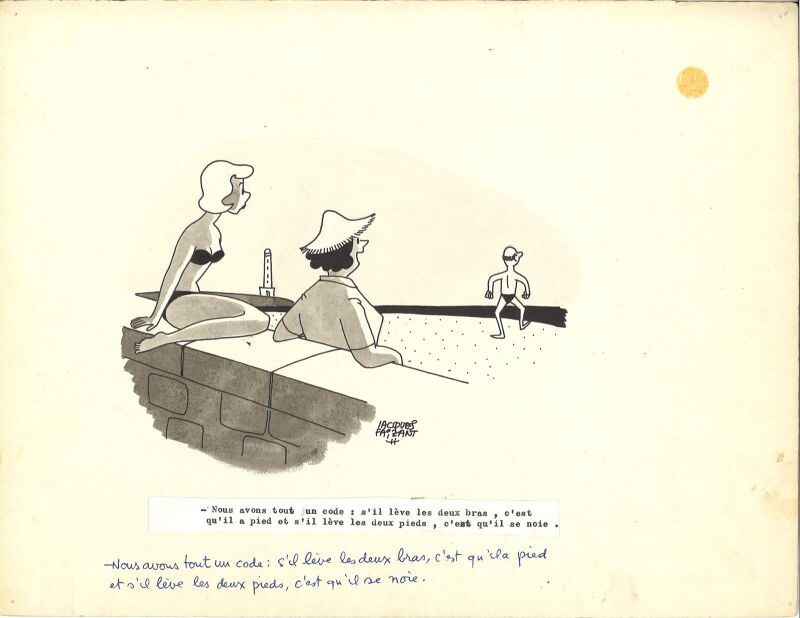 JACQUES
FAIZANT
- Nous avons tout un code : s'il lève les deux bras , c'est
qu'il a pied et s'il lève les deux pieds , c'est qu'il se noie .
-Nous avons tout un code : s'il lève les deux bras, c'est qu'il a pied
et s'il lève les deux pieds, c'est qu'il se noie.